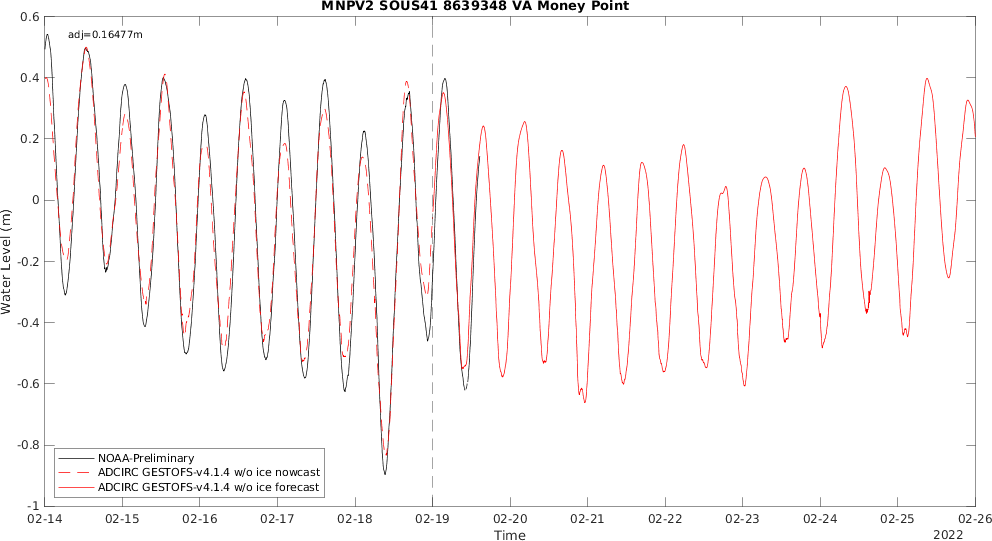 MNPV2 SOUS41 8639348 VA Money Point
adj=0.16477m
0.6
0.4
0.2
0
-0.2
-0.4
-0.6
-0.8
-1
Water Level (m)
NOAA-Preliminary
ADCIRC GESTOFS-v4.1.4 w/o ice nowcast
ADCIRC GESTOFS-v4.1.4 w/o ice forecast
02-14 02-15 02-16 02-17 02-18 02-19 02-20 02-21 02-22 02-23 02-24 02-25 02-26
Time
2022